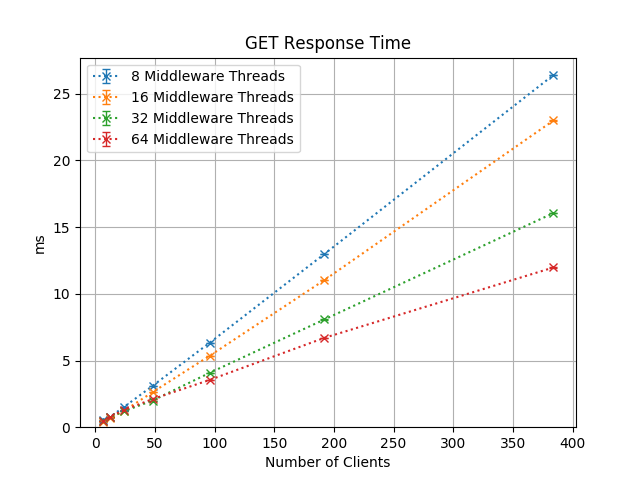 GET Response Time
8 Middleware Threads
16 Middleware Threads
32 Middleware Threads
64 Middleware Threads
ms
25
20
15
10
5
0
0 50 100 150 200 250 300 350 400
Number of Clients